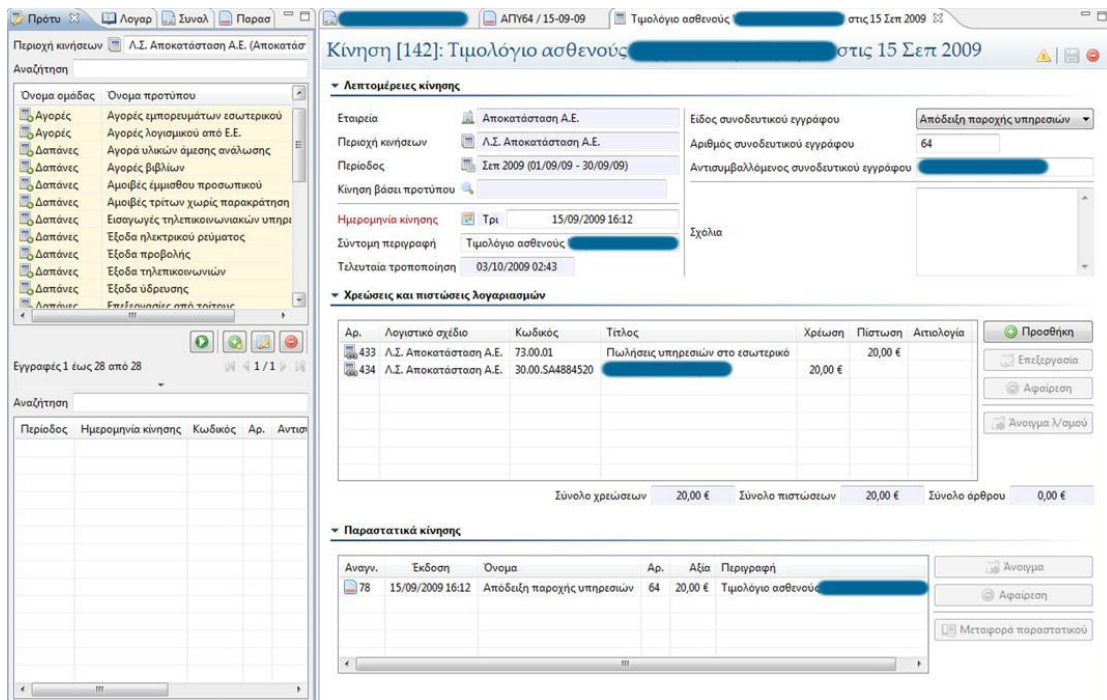 Πρότυ Λογαρ Συναλ Παρασ
Περιοχή κινήσεων Λ.Σ. Αποκατάσταση Α.Ε. (Αποκατάσ
Αναζήτηση
Όνομα ομάδας Όνομα προτύπου
Αγορές Αγορές εμπορευμάτων εσωτερικού
Αγορές Αγορές λογισμικού από Ε.Ε.
Δαπάνες Αγορά υλικών άμεσης ανάλωσης
Δαπάνες Αγορές βιβλίων
Δαπάνες Αμοιβές έμμισθου προσωπικού
Δαπάνες Αμοιβές τρίτων χωρίς παρακράτηση
Δαπάνες Εισαγωγές τηλεπικοινωνιακών υπηρε
Δαπάνες Έξοδα ηλεκτρικού ρεύματος
Δαπάνες Έξοδα προβολής
Δαπάνες Έξοδα τηλεπικοινωνιών
Δαπάνες Έξοδα ύδρευσης
Δαπάνες Επεξεργασίες από τρίτους
Εγγραφές 1 έως 28 από 28 1 / 1
Αναζήτηση
Περίοδος Ημερομηνία κίνησης Κωδικός Αρ. Αντισ
ΑΠΥ64 / 15-09-09 Τιμολόγιο ασθενούς στις 15 Σεπ 2009
Κίνηση [142]: Τιμολόγιο ασθενούς στις 15 Σεπ 2009
Λεπτομέρειες κίνησης
Εταιρεία Αποκατάσταση Α.Ε.
Περιοχή κινήσεων Λ.Σ. Αποκατάσταση Α.Ε.
Περίοδος Σεπ 2009 (01/09/09 - 30/09/09)
Κίνηση βάσει προτύπου
Ημερομηνία κίνησης Τρι 15/09/2009 16:12
Σύντομη περιγραφή Τιμολόγιο ασθενούς
Τελευταία τροποποίηση 03/10/2009 02:43
Είδος συνοδευτικού εγγράφου Απόδειξη παροχής υπηρεσιών
Αριθμός συνοδευτικού εγγράφου 64
Αντισυμβαλλόμενος συνοδευτικού εγγράφου
Σχόλια
Χρεώσεις και πιστώσεις λογαριασμών
Αρ. Λογιστικό σχέδιο Κωδικός Τίτλος Χρέωση Πίστωση Αιτιολογία
433 Λ.Σ. Αποκατάσταση Α.Ε. 73.00.01 Πωλήσεις υπηρεσιών στο εσωτερικό 20,00 €
434 Λ.Σ. Αποκατάσταση Α.Ε. 30.00.SA4884520 20,00 €
Προσθήκη
Επεξεργασία
Αφαίρεση
Άνοιγμα λ/σμού
Σύνολο χρεώσεων 20,00 € Σύνολο πιστώσεων 20,00 € Σύνολο άρθρου 0,00 €
Παραστατικά κίνησης
Αναγν. Έκδοση Όνομα Αρ. Αξία Περιγραφή
78 15/09/2009 16:12 Απόδειξη παροχής υπηρεσιών 64 20,00 € Τιμολόγιο ασθενούς
Άνοιγμα
Αφαίρεση
Μεταφορά παραστατικού